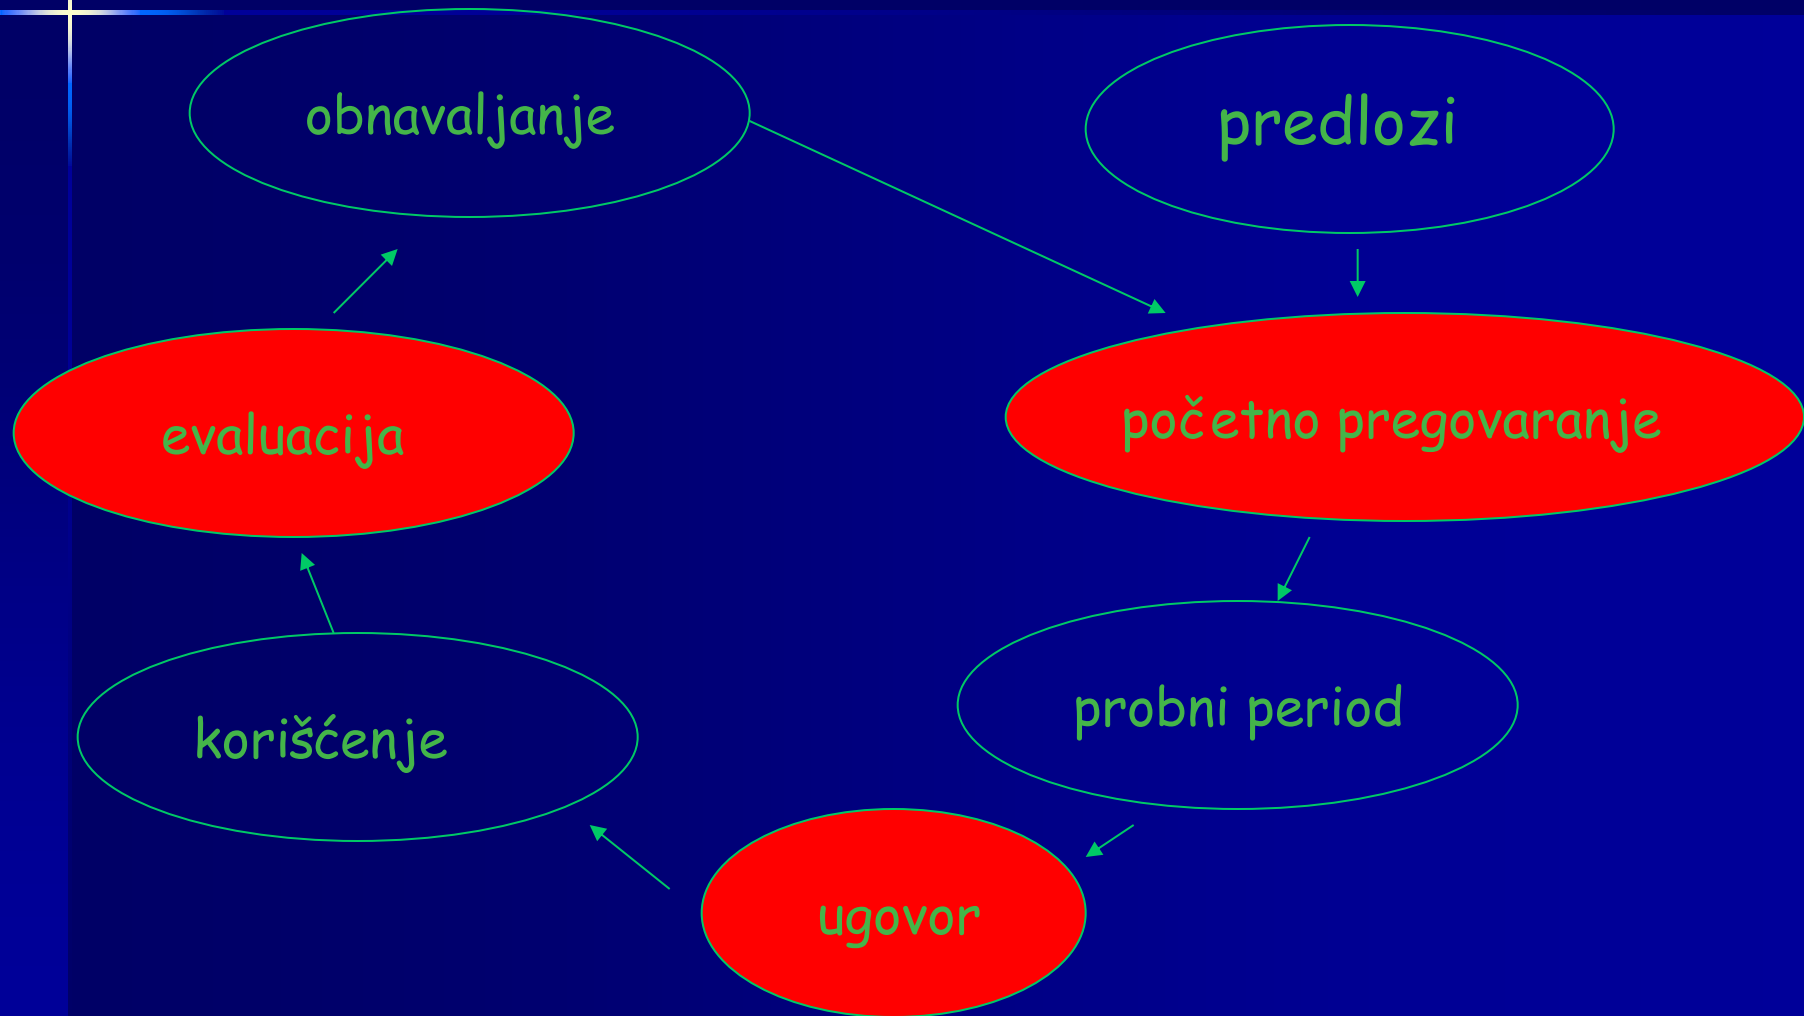 obnavaljanje
predlozi
evaluacija
početno pregovaranje
korišćenje
probni period
ugovor